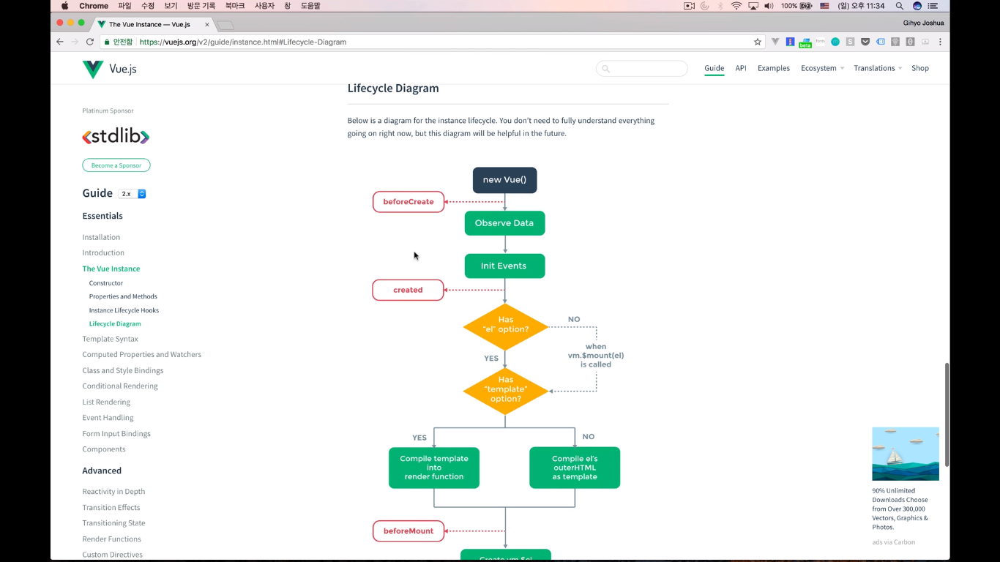 Chrome 파일 수정 보기 방문 기록 북마크 사용자 창 도움말 100% (일) 오후 11:34
The Vue Instance — Vue.js
Gihyo Joshua
안전함 https://vuejs.org/v2/guide/instance.html#Lifecycle-Diagram
beta
Vue.js
Guide API Examples Ecosystem Translations Shop
Platinum Sponsor
<stdlib>
Become a Sponsor
Guide 2.x
Essentials
Installation
Introduction
The Vue Instance
Constructor
Properties and Methods
Instance Lifecycle Hooks
Lifecycle Diagram
Template Syntax
Computed Properties and Watchers
Class and Style Bindings
Conditional Rendering
List Rendering
Event Handling
Form Input Bindings
Components
Advanced
Reactivity in Depth
Transition Effects
Transitioning State
Render Functions
Custom Directives
Lifecycle Diagram
Below is a diagram for the instance lifecycle. You don't need to fully understand everything
going on right now, but this diagram will be helpful in the future.
new Vue()
beforeCreate
Observe Data
Init Events
created
Has
"el" option?
NO
when
vm.$mount(el)
is called
YES
Has
"template"
option?
YES
NO
Compile template
into
render function
Compile el's
outerHTML
as template
beforeMount
Create vm.$el
90% Unlimited
Downloads Choose
from Over 300,000
Vectors, Graphics &
Photos.
ads via Carbon